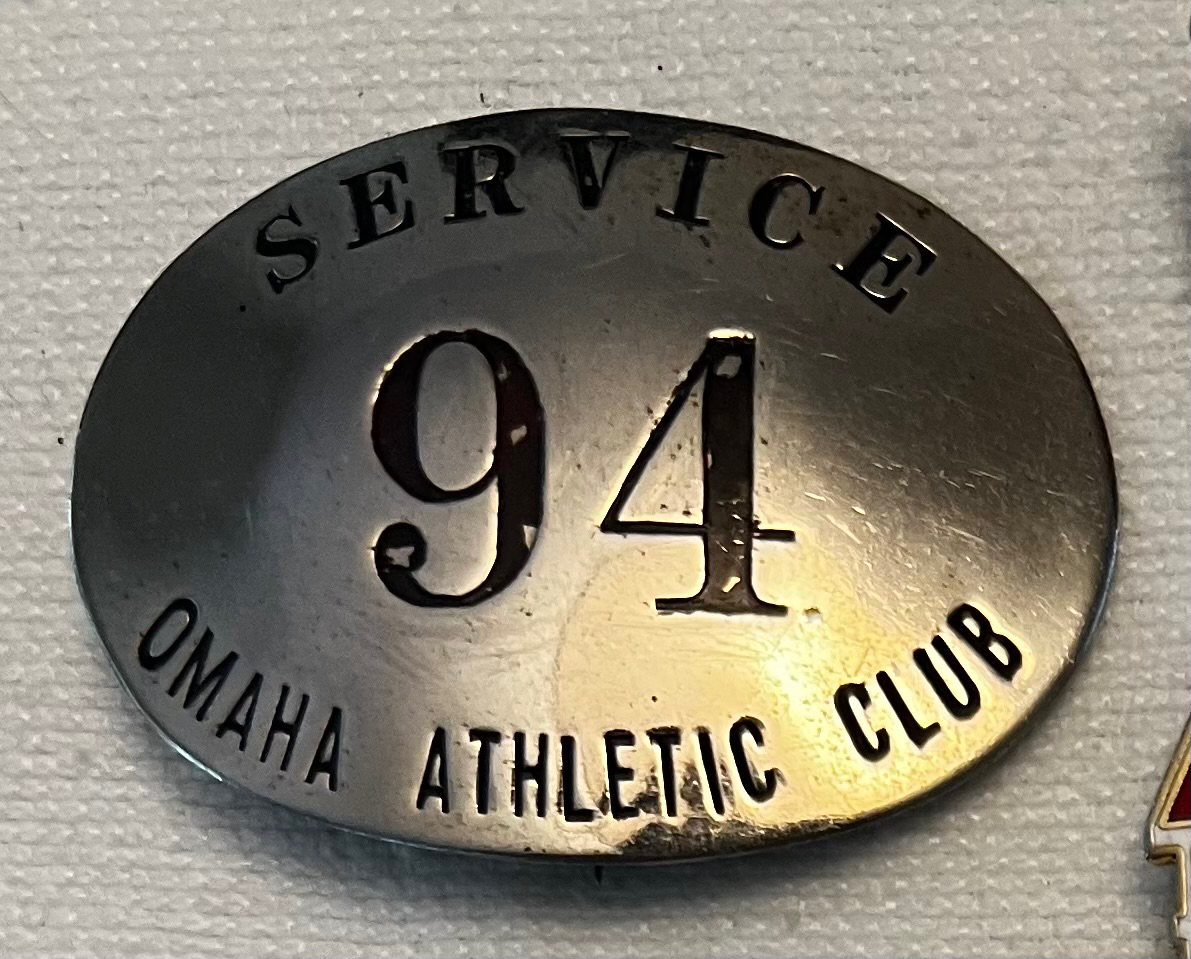 SERVICE
94
OMAHA ATHLETIC CLUB